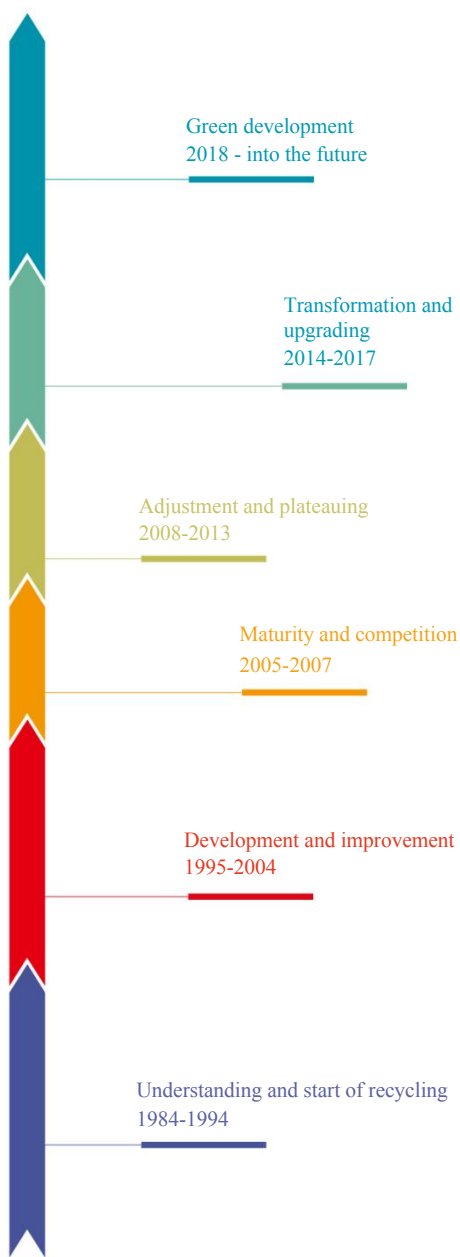 Green development
2018 - into the future
Transformation and
upgrading
2014-2017
Adjustment and plateauing
2008-2013
Maturity and competition
2005-2007
Development and improvement
1995-2004
Understanding and start of recycling
1984-1994